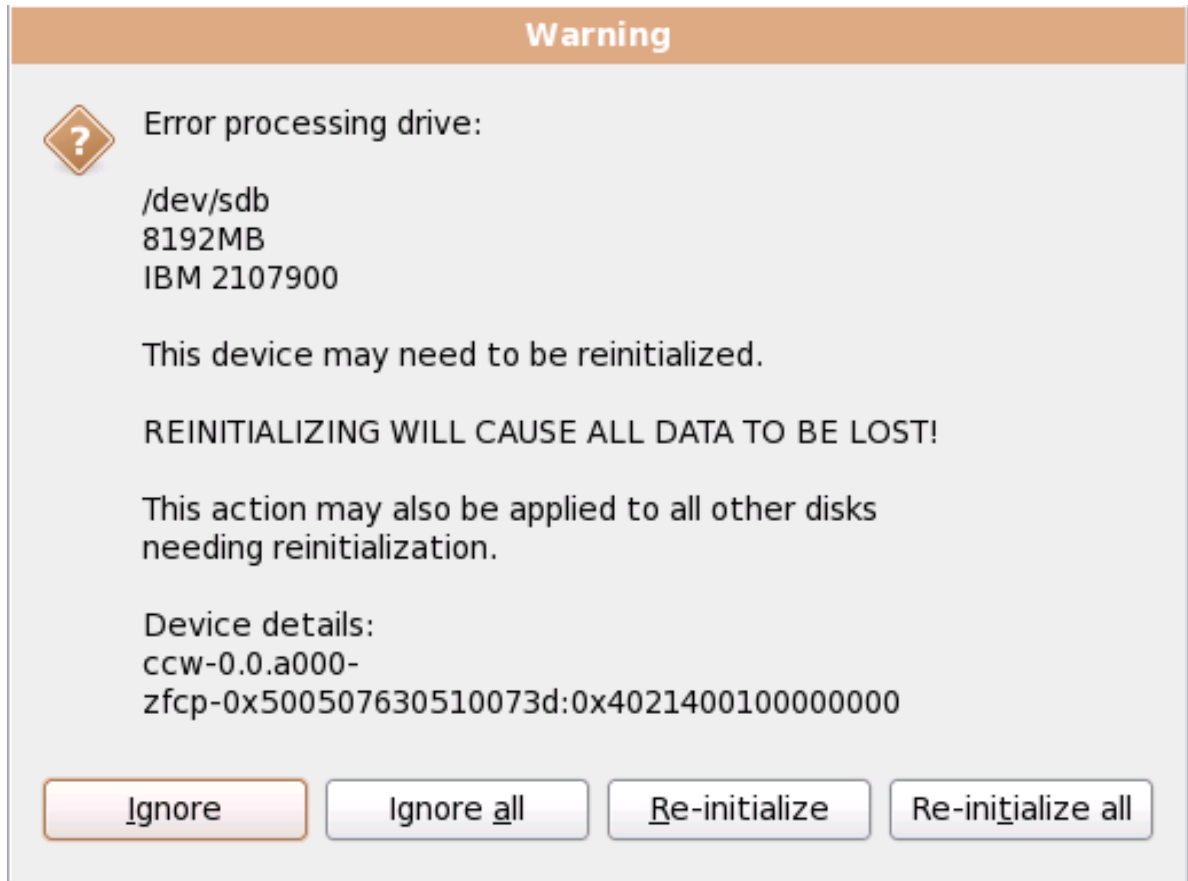 Warning
?
Error processing drive:
/dev/sdb
8192MB
IBM 2107900
This device may need to be reinitialized.
REINITIALIZING WILL CAUSE ALL DATA TO BE LOST!
This action may also be applied to all other disks
needing reinitialization.
Device details:
ccw-0.0.a000-
zfcp-0x500507630510073d:0x4021400100000000
Ignore
Ignore all
Re-initialize
Re-initialize all